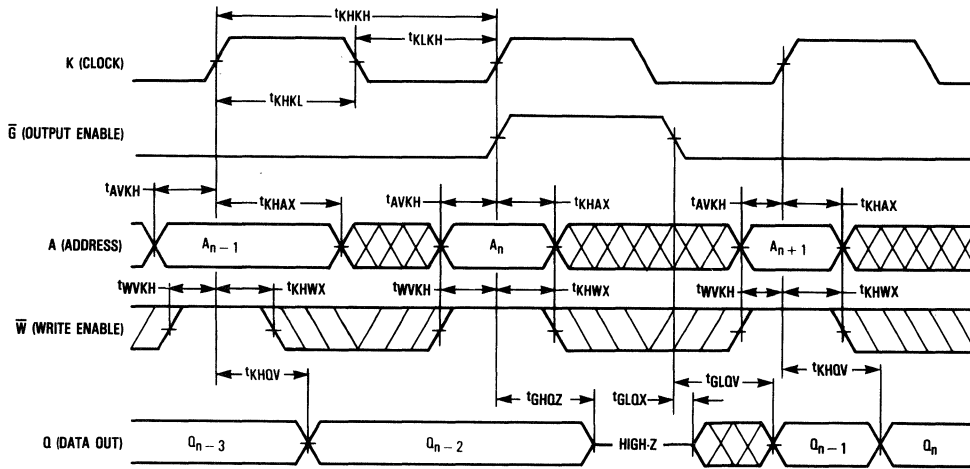 tKHKH
tKLKH
K (CLOCK)
tKHKL
G̅ (OUTPUT ENABLE)
tAVKH
tKHAX
tAVKH
tKHAX
tAVKH
tKHAX
A (ADDRESS)
An – 1
An
An + 1
tWVKH
tKHWX
tWVKH
tKHWX
tWVKH
tKHWX
W̅ (WRITE ENABLE)
tKHQV
tGHQZ
tGLQX
tGLQV
tKHQV
Q (DATA OUT)
Qn – 3
Qn – 2
HIGH-Z
Qn – 1
Qn